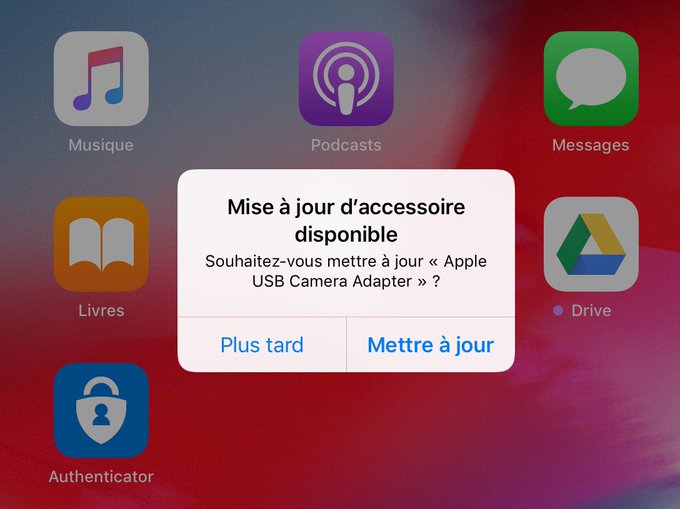 Musique
Podcasts
Messages
Mise à jour d’accessoire
disponible
Souhaitez-vous mettre à jour « Apple
USB Camera Adapter » ?
Plus tard
Mettre à jour
Livres
Drive
Authenticator